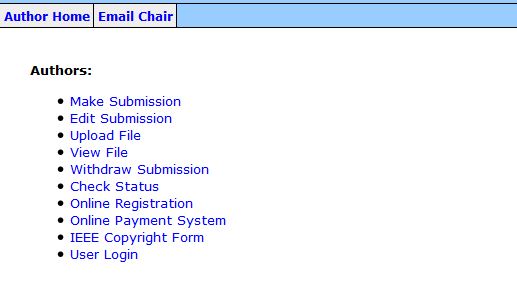 Author Home Email Chair
Authors:
Make Submission
Edit Submission
Upload File
View File
Withdraw Submission
Check Status
Online Registration
Online Payment System
IEEE Copyright Form
User Login